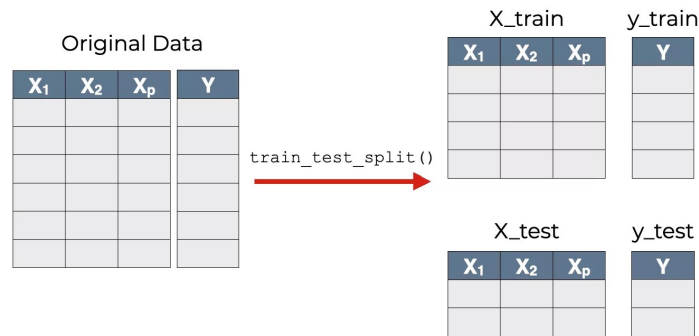 Original Data
X₁ X₂ Xₚ Y
train_test_split()
X_train y_train
X₁ X₂ Xₚ Y
X_test y_test
X₁ X₂ Xₚ Y